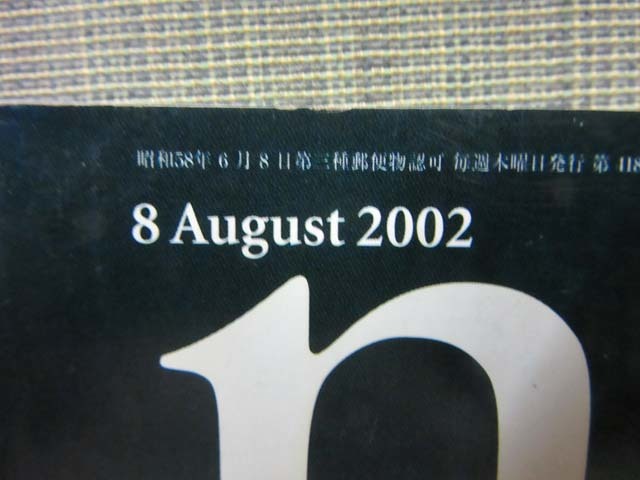 昭和58年6月8日第三種郵便物認可 毎週木曜日発行 第 418
8 August 2002
n